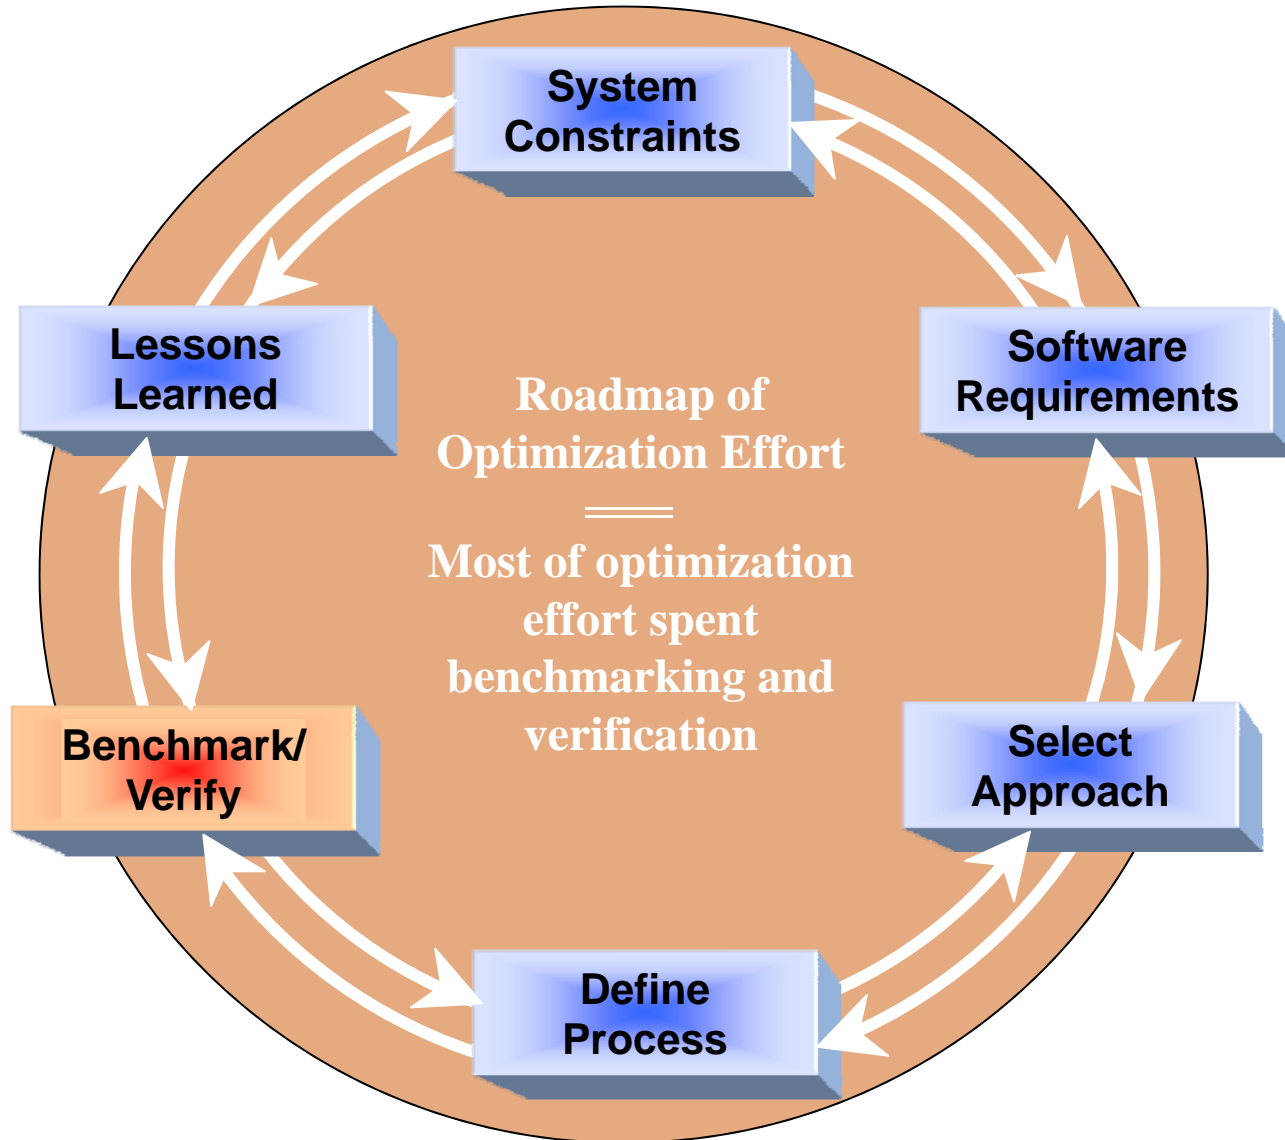 System
Constraints
Lessons
Learned
Software
Requirements
Roadmap of
Optimization Effort
Most of optimization
effort spent
benchmarking and
verification
Benchmark/
Verify
Select
Approach
Define
Process